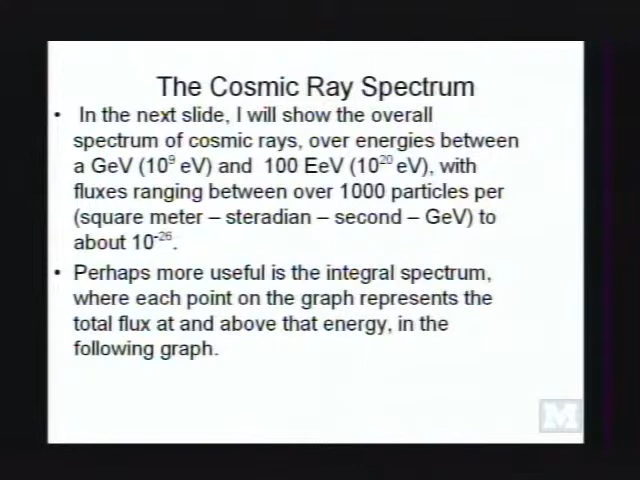 The Cosmic Ray Spectrum
• In the next slide, I will show the overall
spectrum of cosmic rays, over energies between
a GeV (10⁹ eV) and 100 EeV (10²⁰ eV), with
fluxes ranging between over 1000 particles per
(square meter – steradian – second – GeV) to
about 10⁻²⁶.
• Perhaps more useful is the integral spectrum,
where each point on the graph represents the
total flux at and above that energy, in the
following graph.
M